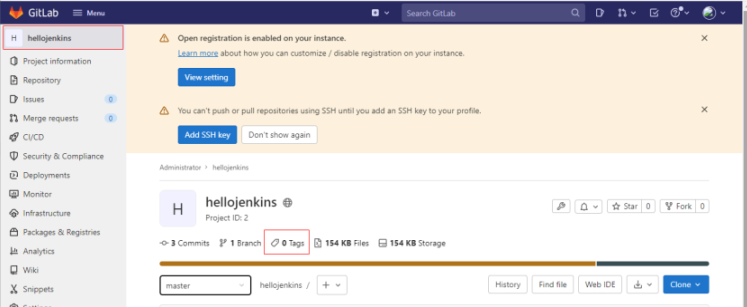 GitLab Menu Search GitLab
H hellojenkins
Project information
Repository
Issues 0
Merge requests 0
CI/CD
Security & Compliance
Deployments
Monitor
Infrastructure
Packages & Registries
Analytics
Wiki
Snippets
Settings
Open registration is enabled on your instance.
Learn more about how you can customize / disable registration on your instance.
View setting
You can't push or pull repositories using SSH until you add an SSH key to your profile.
Add SSH key Don't show again
Administrator > hellojenkins
H hellojenkins
Project ID: 2
Star 0 Fork 0
3 Commits 1 Branch 0 Tags 154 KB Files 154 KB Storage
master hellojenkins / + History Find file Web IDE Clone